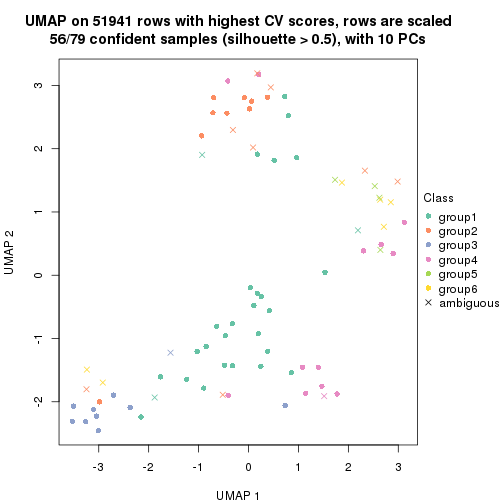 UMAP on 51941 rows with highest CV scores, rows are scaled
56/79 confident samples (silhouette > 0.5), with 10 PCs
3
2
1
0
-1
-2
UMAP 2
-3
-2
-1
0
1
2
3
UMAP 1
Class
group1
group2
group3
group4
group5
group6
ambiguous